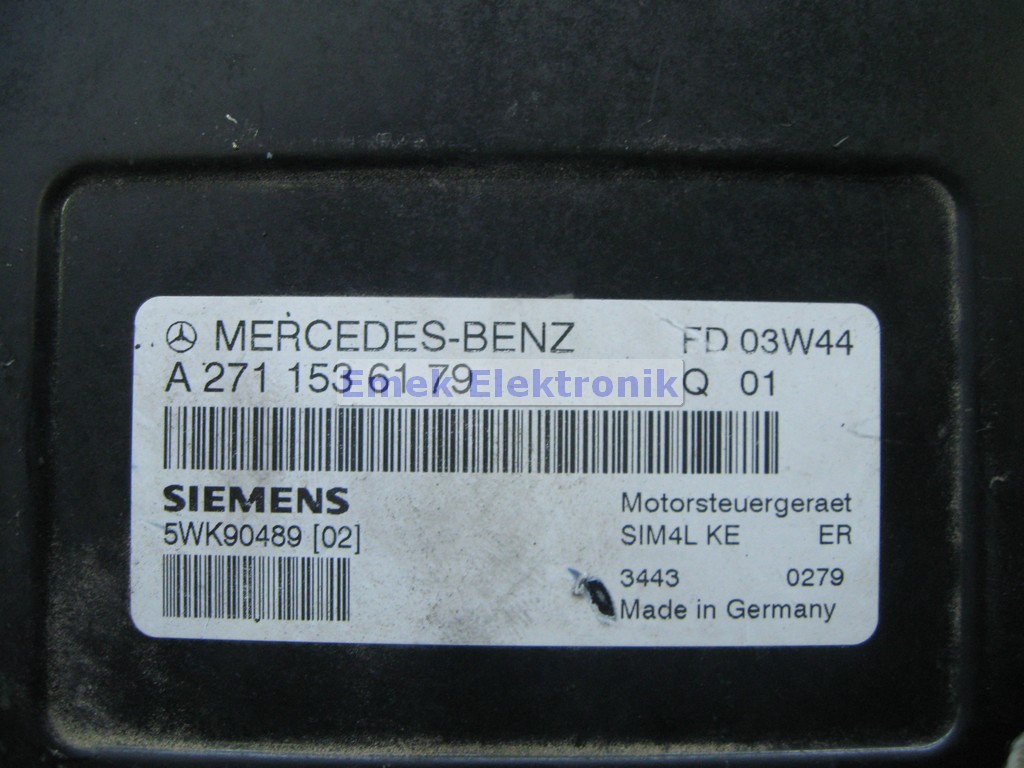 MERCEDES-BENZ FD 03W44
A 271 153 61 79 Q 01
Emek Elektronik
SIEMENS Motorsteuergeraet
5WK90489 [02] SIM4L KE ER
3443 0279
Made in Germany